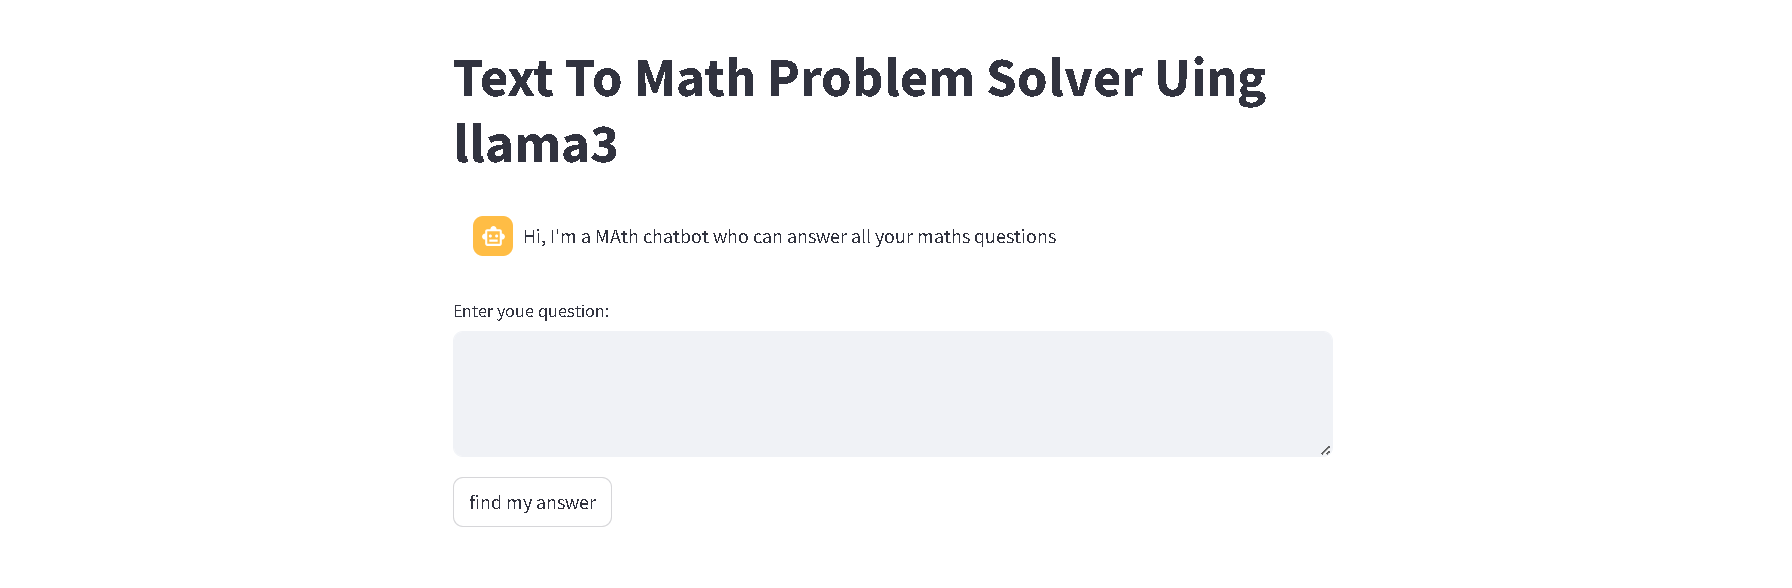 Text To Math Problem Solver Uing
llama3
Hi, I'm a MAth chatbot who can answer all your maths questions
Enter youe question:
find my answer